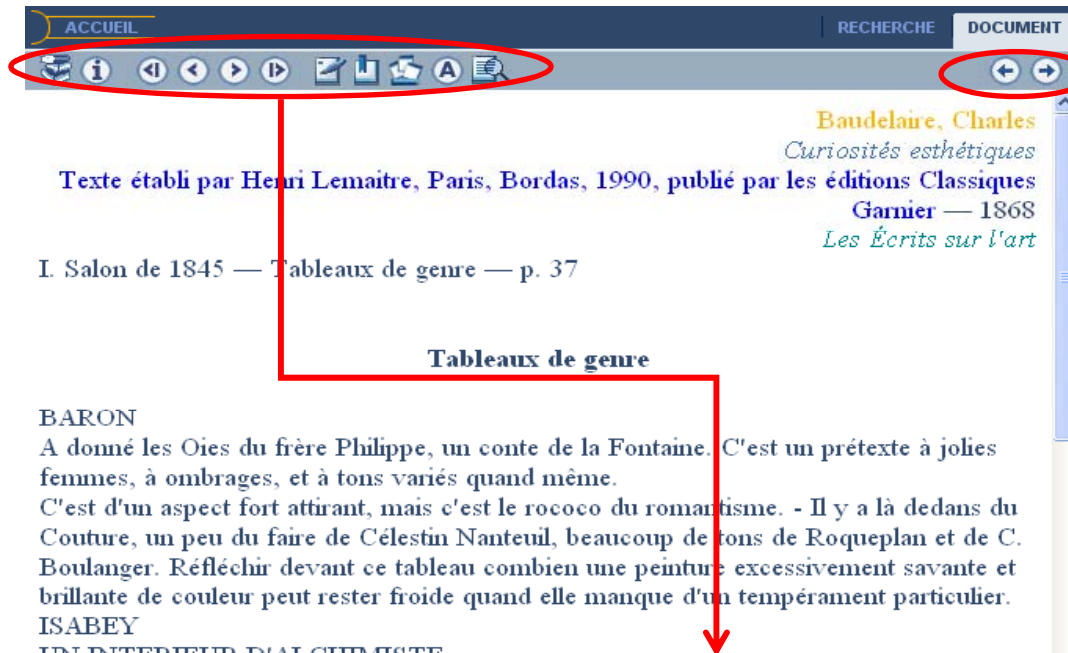 ACCUEIL
RECHERCHE
DOCUMENT
A
Baudelaire, Charles
Curiosités esthétiques
Texte établi par Henri Lemaitre, Paris, Bordas, 1990, publié par les éditions Classiques
Garnier — 1868
Les Écrits sur l'art
I. Salon de 1845 — Tableaux de genre — p. 37
Tableaux de genre
BARON
A donné les Oies du frère Philippe, un conte de la Fontaine. C'est un prétexte à jolies
femmes, à ombrages, et à tons variés quand même.
C'est d'un aspect fort attirant, mais c'est le rococo du romantisme. - Il y a là dedans du
Couture, un peu du faire de Célestin Nanteuil, beaucoup de tons de Roqueplan et de C.
Boulanger. Réfléchir devant ce tableau combien une peinture excessivement savante et
brillante de couleur peut rester froide quand elle manque d'un tempérament particulier.
ISABEY
UN INTERIEUR D'ALCHIMISTE